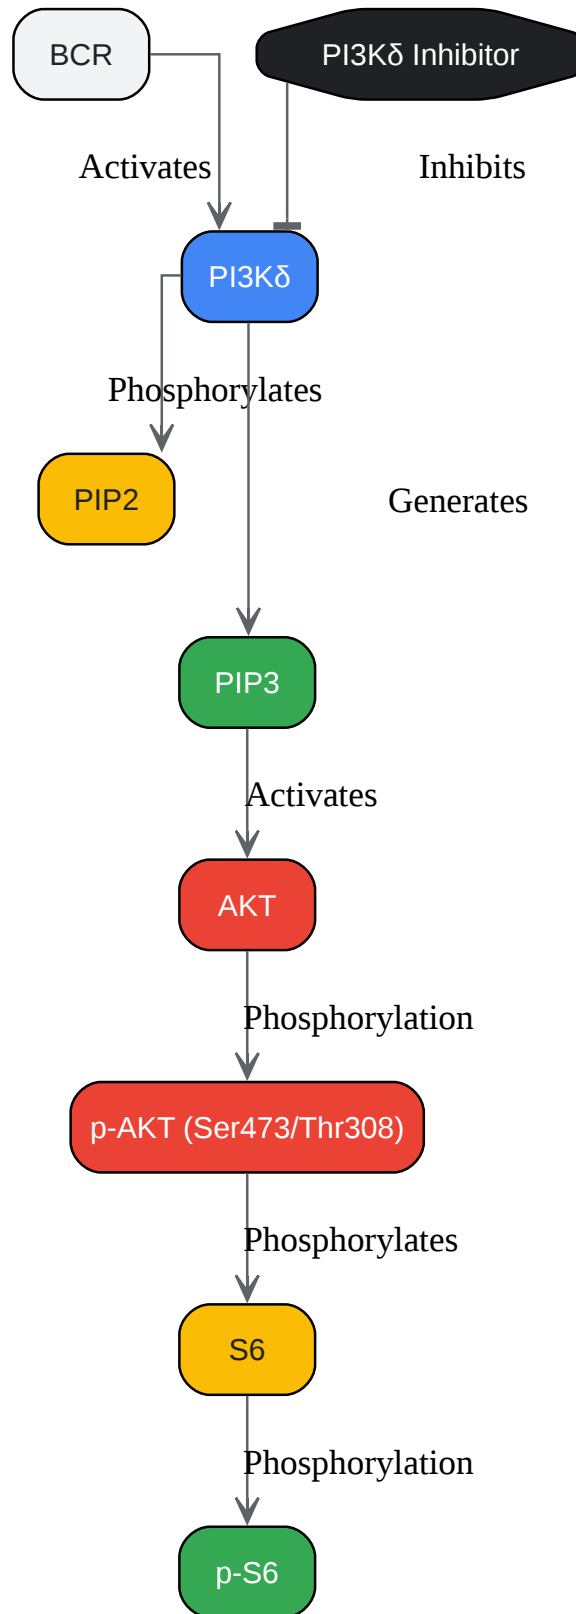 BCR
PI3Kδ Inhibitor
Activates
Inhibits
PI3Kδ
Phosphorylates
PIP2
Generates
PIP3
Activates
AKT
Phosphorylation
p-AKT (Ser473/Thr308)
Phosphorylates
S6
Phosphorylation
p-S6